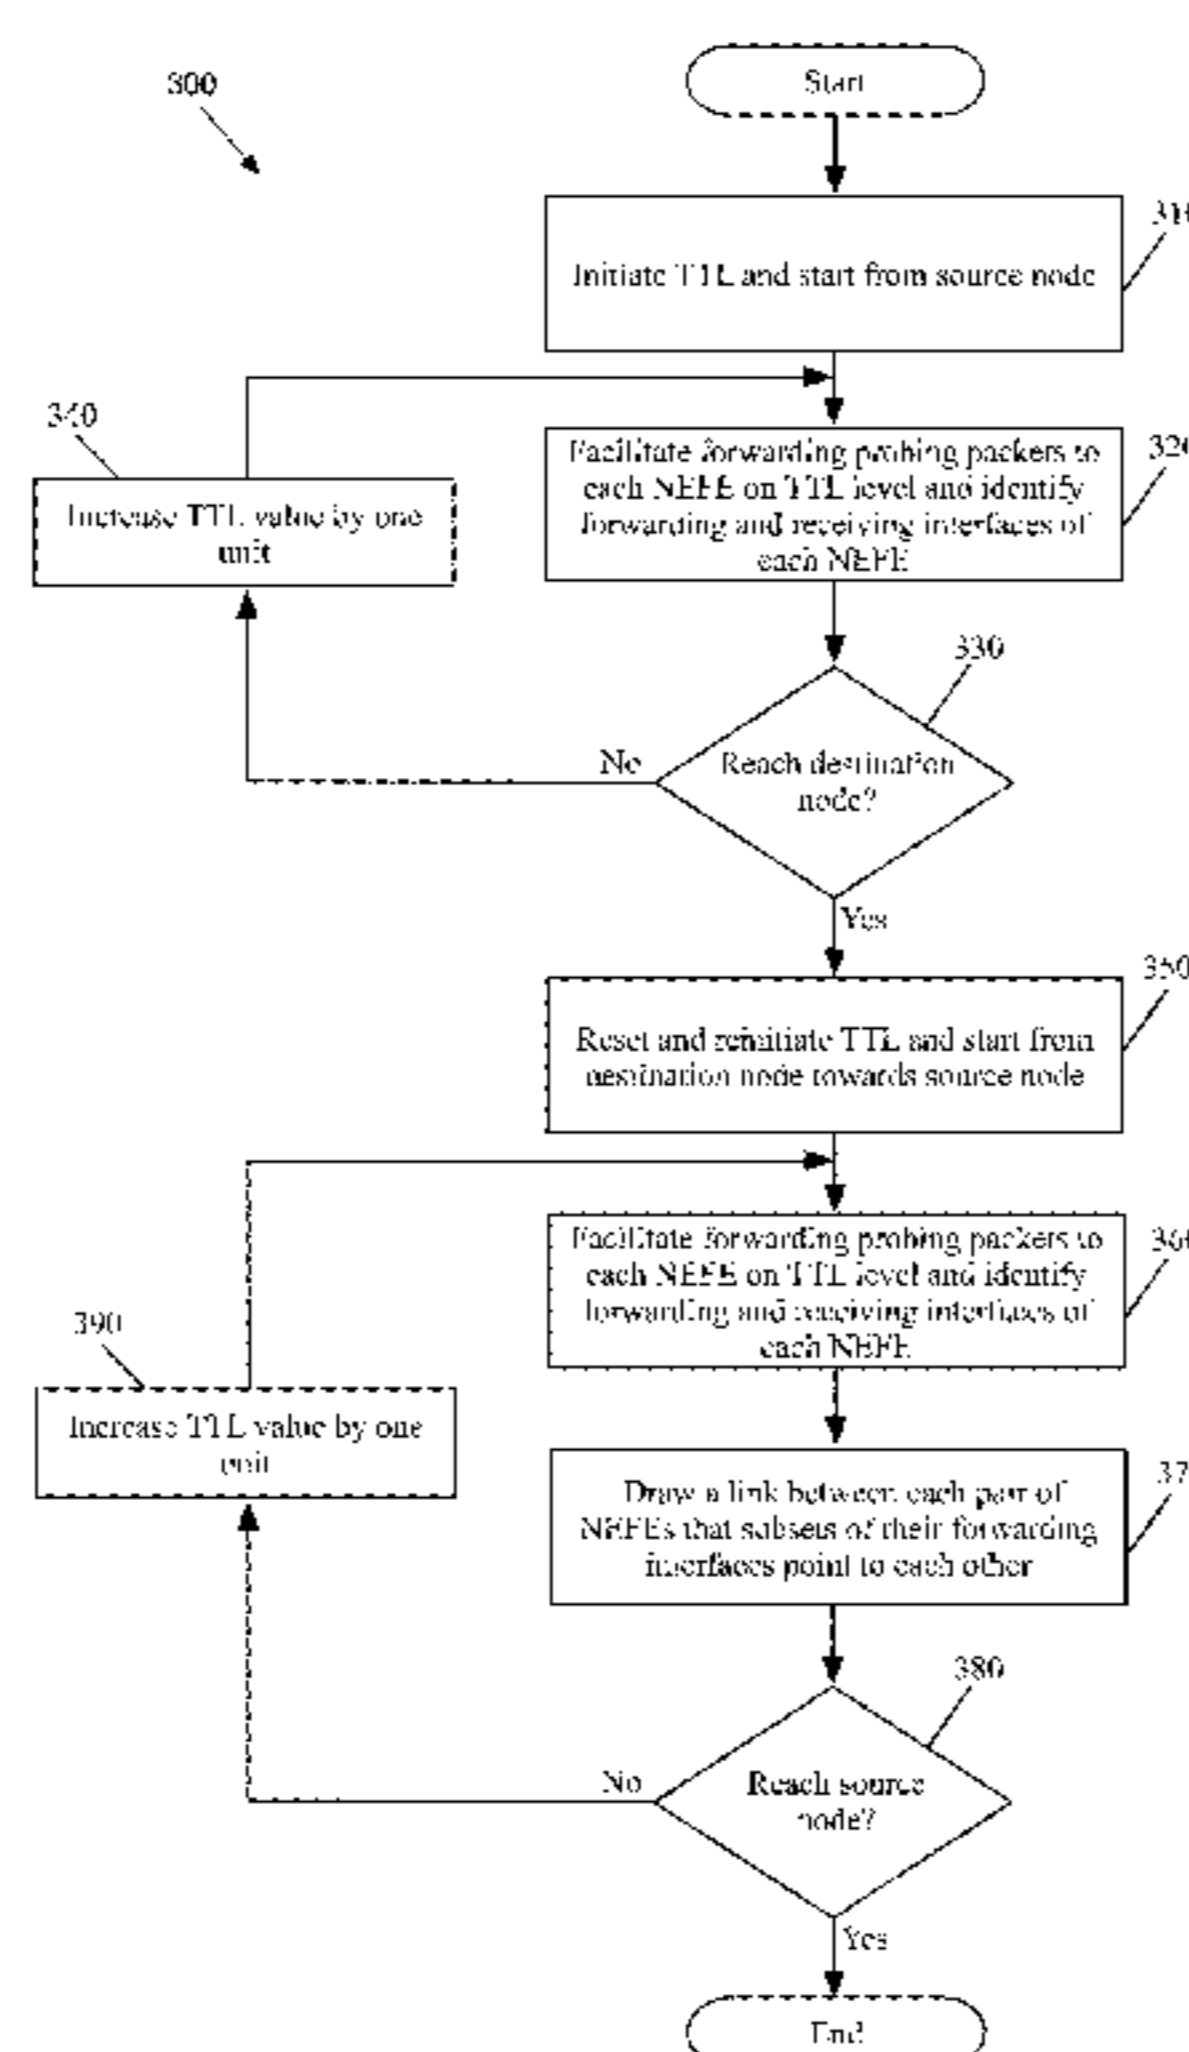 300
Start
Initiate TTL and start from source node
340
Facilitate forwarding probing packers to
each NEFE on TTL level and identify
forwarding and receiving interfaces of
each NEFE
Increase TTL value by one
unit
330
Reach destination
node?
No
Yes
350
Reset and reinitiate TTL and start from
destination node towards source node
Facilitate forwarding probing packets to
each NEFE on TTL level and identify
forwarding and receiving interfaces of
each NEFE
390
Increase TTL value by one
unit
37
Draw a link between each pair of
NEFEs that subsets of their forwarding
interfaces point to each other
380
Reach source
node?
No
Yes
End